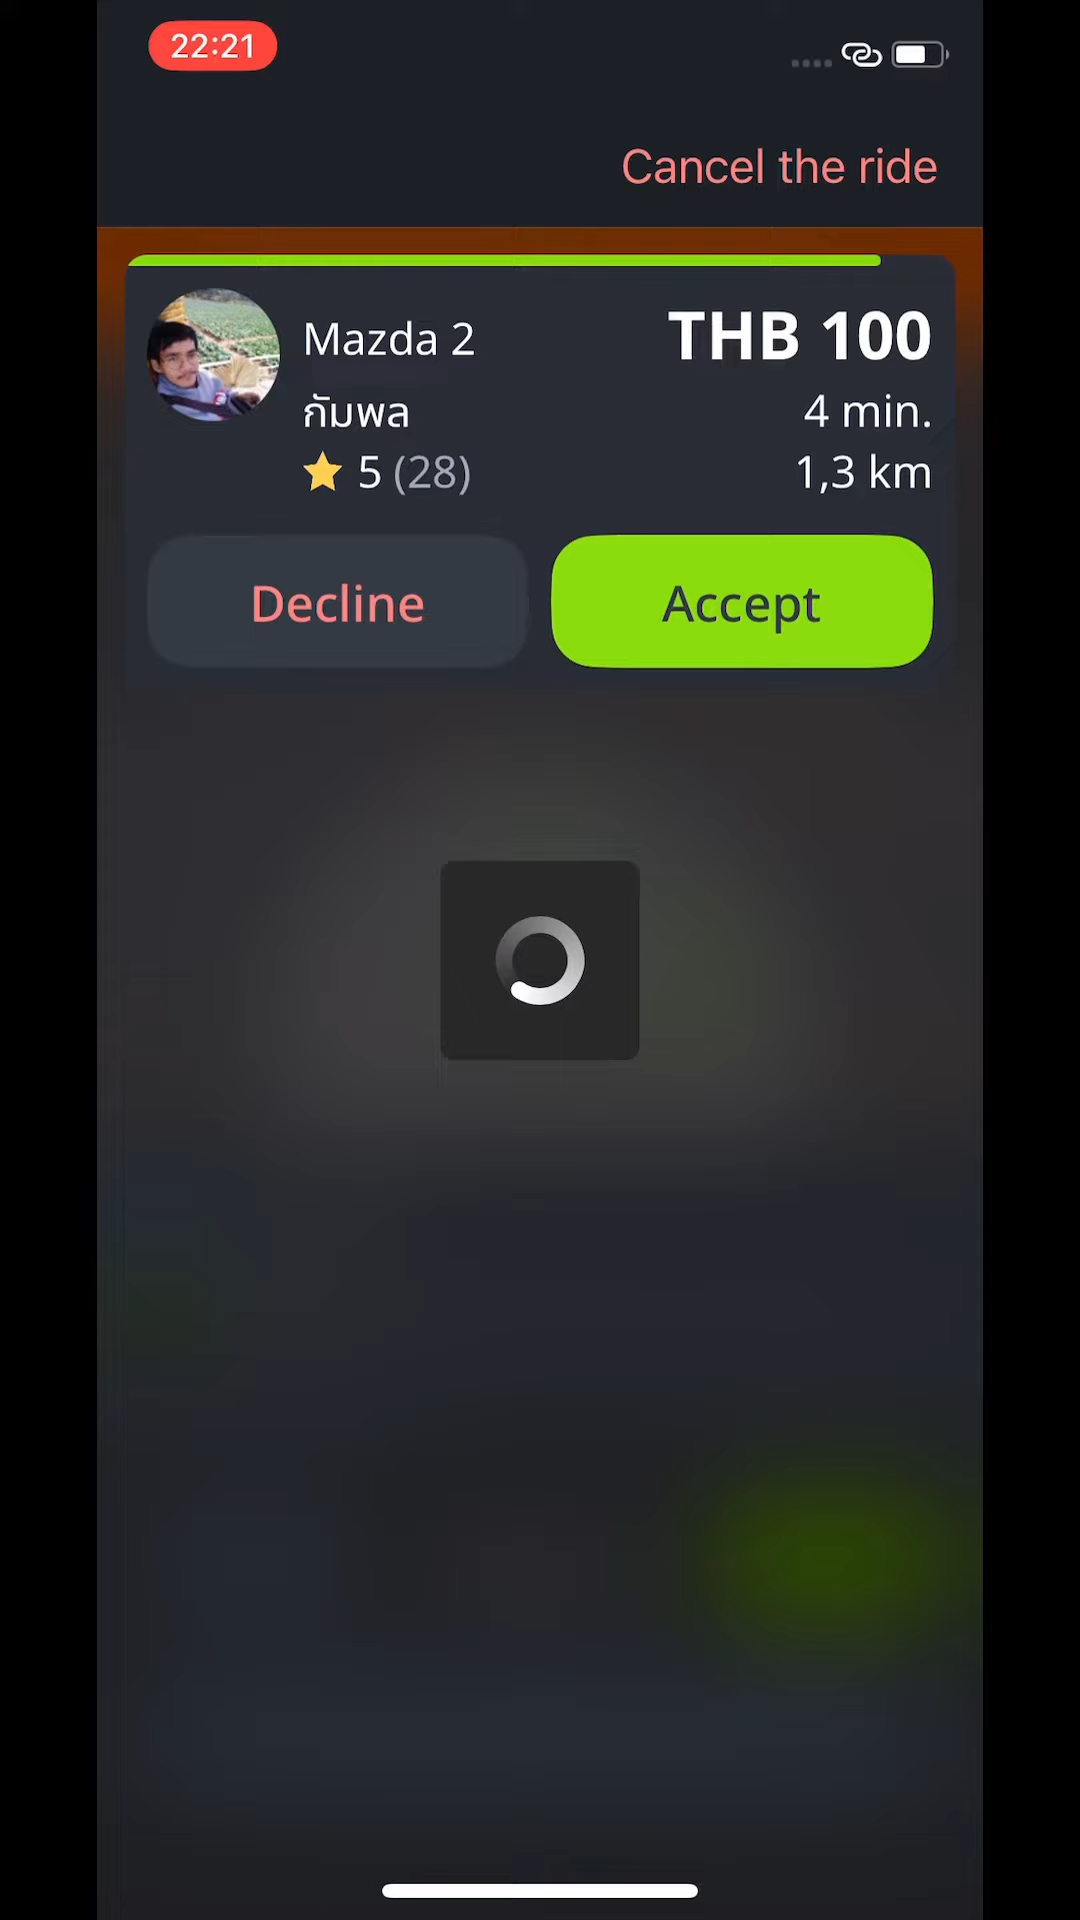 22:21
Cancel the ride
Mazda 2
THB 100
กัมพล
4 min.
5 (28)
1,3 km
Decline
Accept